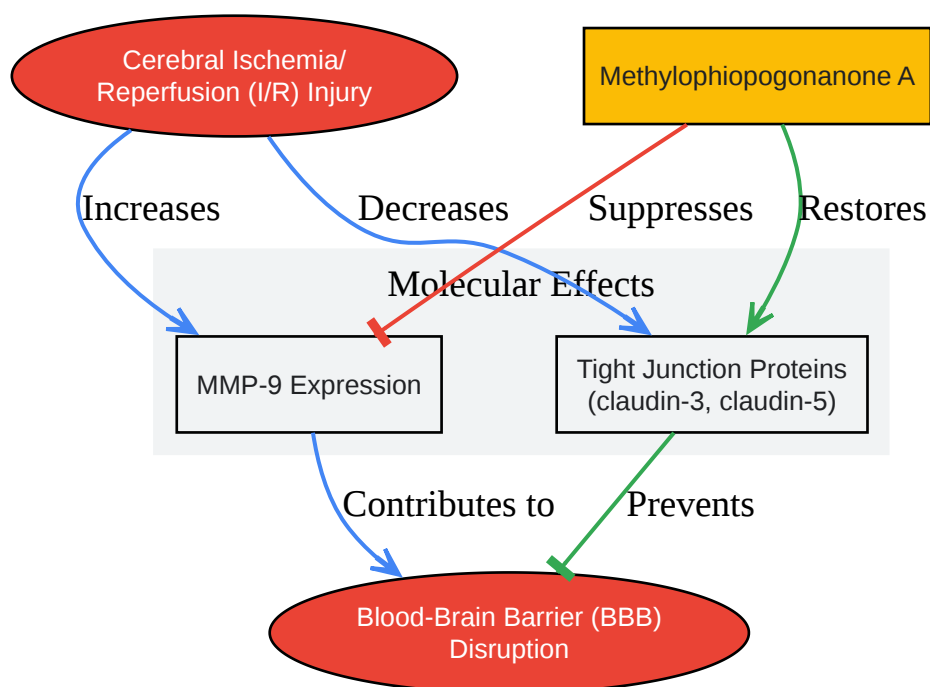 Cerebral Ischemia/
Reperfusion (I/R) Injury
Methylophiopogonanone A
Increases
Decreases
Suppresses
Restores
Molecular Effects
MMP-9 Expression
Tight Junction Proteins
(claudin-3, claudin-5)
Contributes to
Prevents
Blood-Brain Barrier (BBB)
Disruption